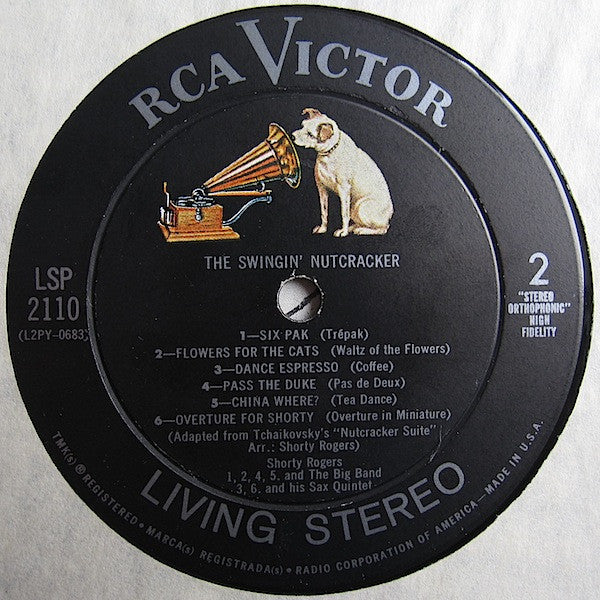 RCA VICTOR
THE SWINGIN' NUTCRACKER
LSP
2110
(L2PY-0683)
2
"STEREO
ORTHOPHONIC"
HIGH
FIDELITY
1—SIX PAK (Trépak)
2—FLOWERS FOR THE CATS (Waltz of the Flowers)
3—DANCE ESPRESSO (Coffee)
4—PASS THE DUKE (Pas de Deux)
5—CHINA WHERE? (Tea Dance)
6—OVERTURE FOR SHORTY (Overture in Miniature)
(Adapted from Tchaikovsky's "Nutcracker Suite"
Arr.: Shorty Rogers)
Shorty Rogers
1, 2, 4, 5, and The Big Band
3, 6, and his Sax Quintet
LIVING STEREO
TMK(s) ® REGISTERED • MARCA(s) REGISTRADA(s) • RADIO CORPORATION OF AMERICA—MADE IN U.S.A.